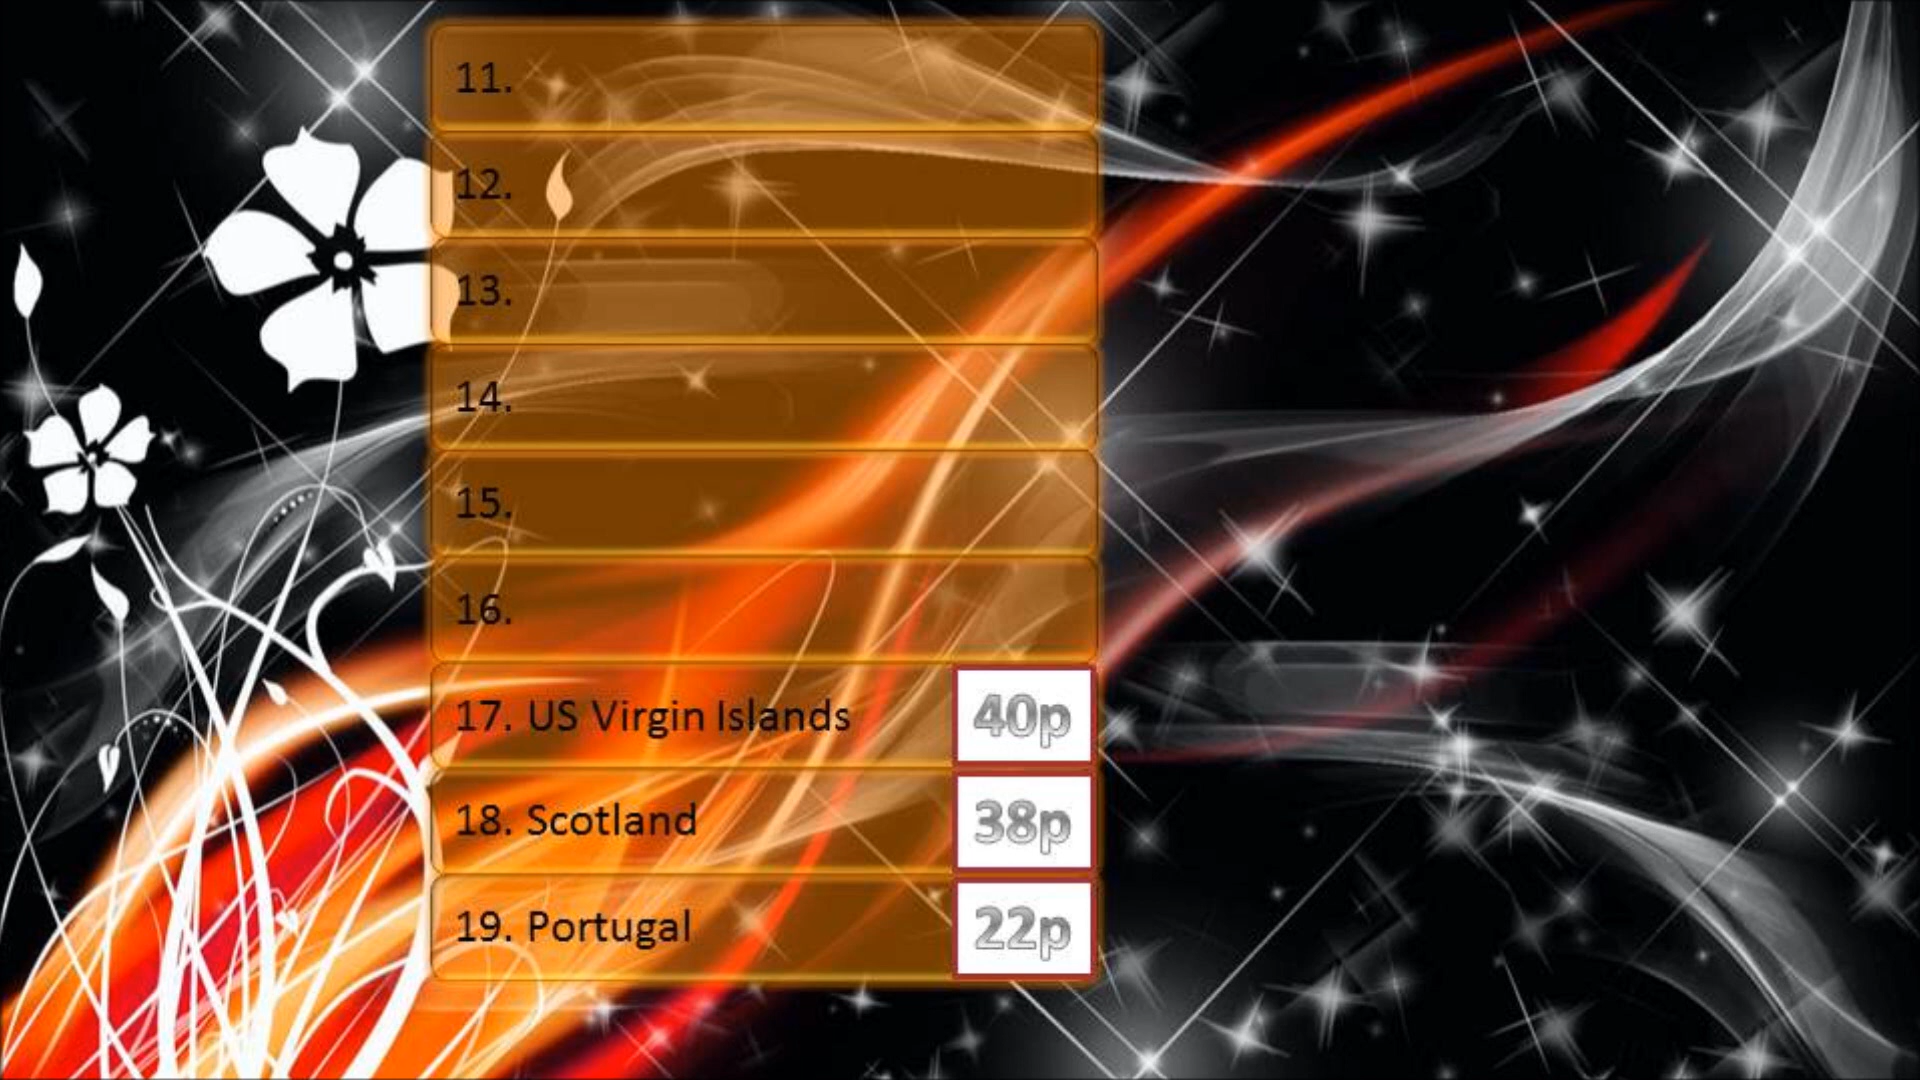 11.
12.
13.
14.
15.
16.
17. US Virgin Islands 40p
18. Scotland 38p
19. Portugal 22p